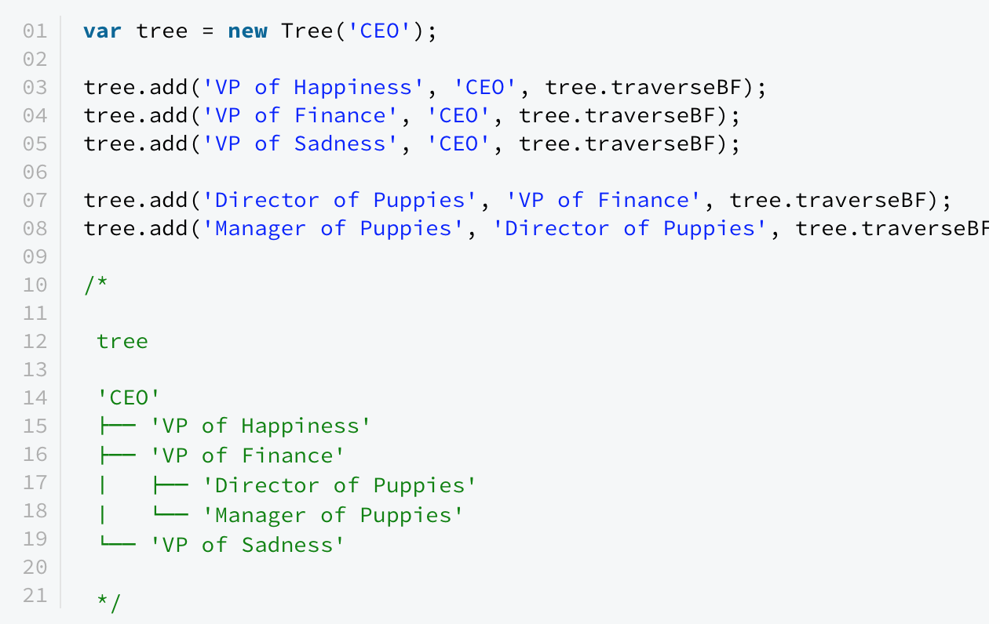 01 var tree = new Tree('CEO');
02
03 tree.add('VP of Happiness', 'CEO', tree.traverseBF);
04 tree.add('VP of Finance', 'CEO', tree.traverseBF);
05 tree.add('VP of Sadness', 'CEO', tree.traverseBF);
06
07 tree.add('Director of Puppies', 'VP of Finance', tree.traverseBF);
08 tree.add('Manager of Puppies', 'Director of Puppies', tree.traverseBF
09
10 /*
11
12  tree
13
14  'CEO'
15  ├── 'VP of Happiness'
16  ├── 'VP of Finance'
17  │   ├── 'Director of Puppies'
18  │   └── 'Manager of Puppies'
19  └── 'VP of Sadness'
20
21  */